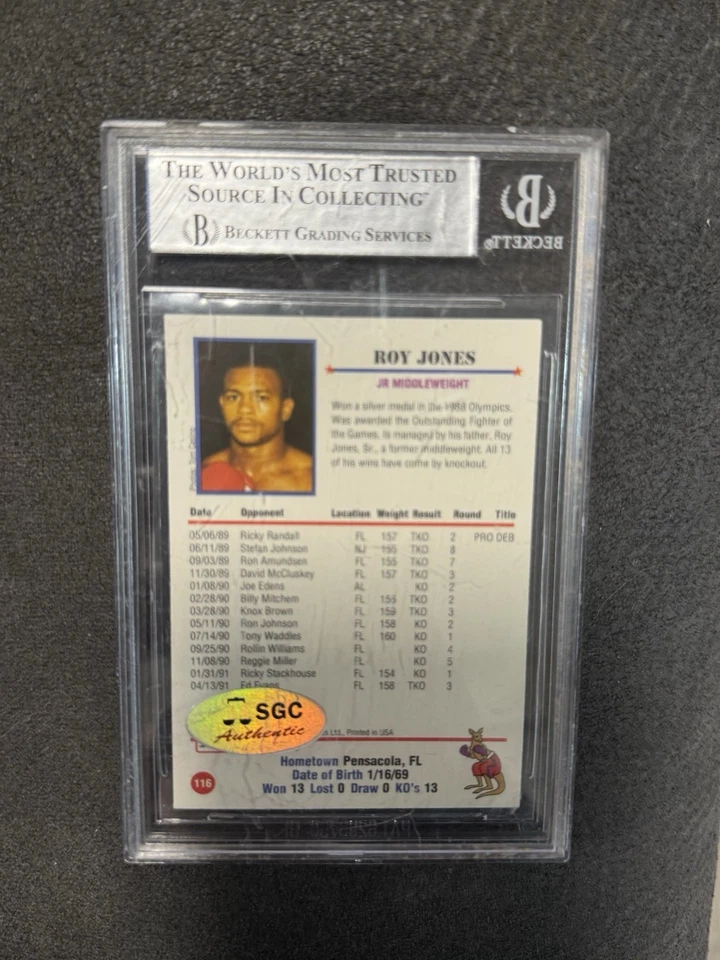 THE WORLD'S MOST TRUSTED
SOURCE IN COLLECTING™
B BECKETT GRADING SERVICES
B
BECKETT®
ROY JONES
JR MIDDLEWEIGHT
Won a silver medal in the 1988 Olympics.
Was awarded the Outstanding Fighter of
the Games. Is managed by his father, Roy
Jones, Sr., a former middleweight. All 13
of his wins have come by knockout.
Date Opponent Location Weight Result Round Title
05/06/89 Ricky Randall FL 157 TKO 2 PRO DEB
06/11/89 Stefan Johnson NJ 155 TKO 8
09/03/89 Ron Amundsen FL 155 TKO 7
11/30/89 David McCluskey FL 157 TKO 3
01/08/90 Joe Edens AL KO 2
02/28/90 Billy Mitchem FL TKO 2
03/28/90 Knox Brown FL 159 TKO 3
05/11/90 Ron Johnson FL 158 KO 2
07/14/90 Tony Waddles FL 160 KO 1
09/25/90 Rollin Williams FL KO 4
11/08/90 Reggie Miller FL KO 5
01/31/91 Ricky Stackhouse FL 154 KO 1
04/13/91 Ed Evans FL 158 TKO 3
SGC
Authentic
Ltd., Printed in USA
Hometown Pensacola, FL
Date of Birth 1/16/69
Won 13 Lost 0 Draw 0 KO's 13
116